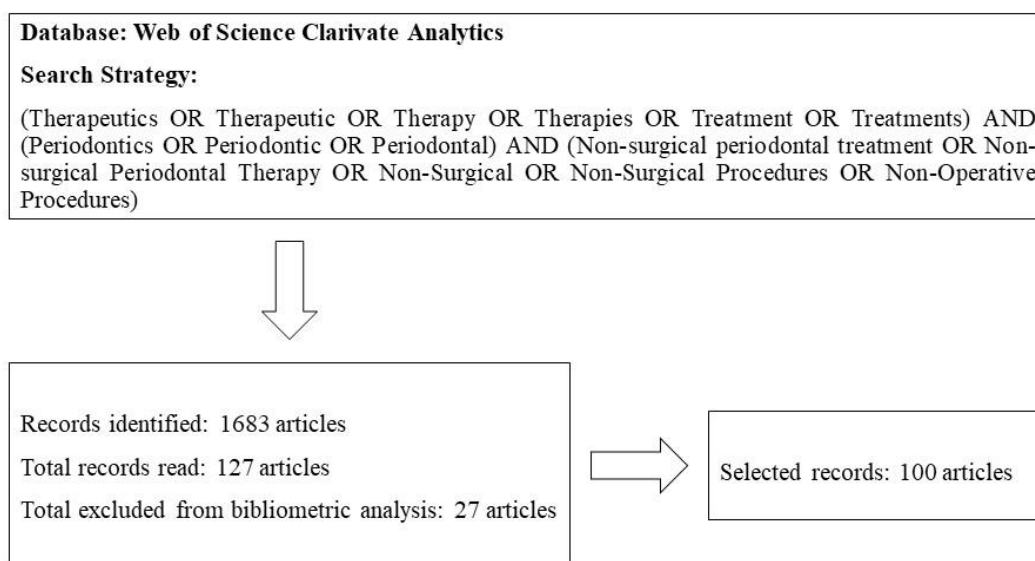 Database: Web of Science Clarivate Analytics
Search Strategy:
(Therapeutics OR Therapeutic OR Therapy OR Therapies OR Treatment OR Treatments) AND
(Periodontics OR Periodontic OR Periodontal) AND (Non-surgical periodontal treatment OR Non-
surgical Periodontal Therapy OR Non-Surgical OR Non-Surgical Procedures OR Non-Operative
Procedures)
Records identified: 1683 articles
Total records read: 127 articles
Total excluded from bibliometric analysis: 27 articles
Selected records: 100 articles